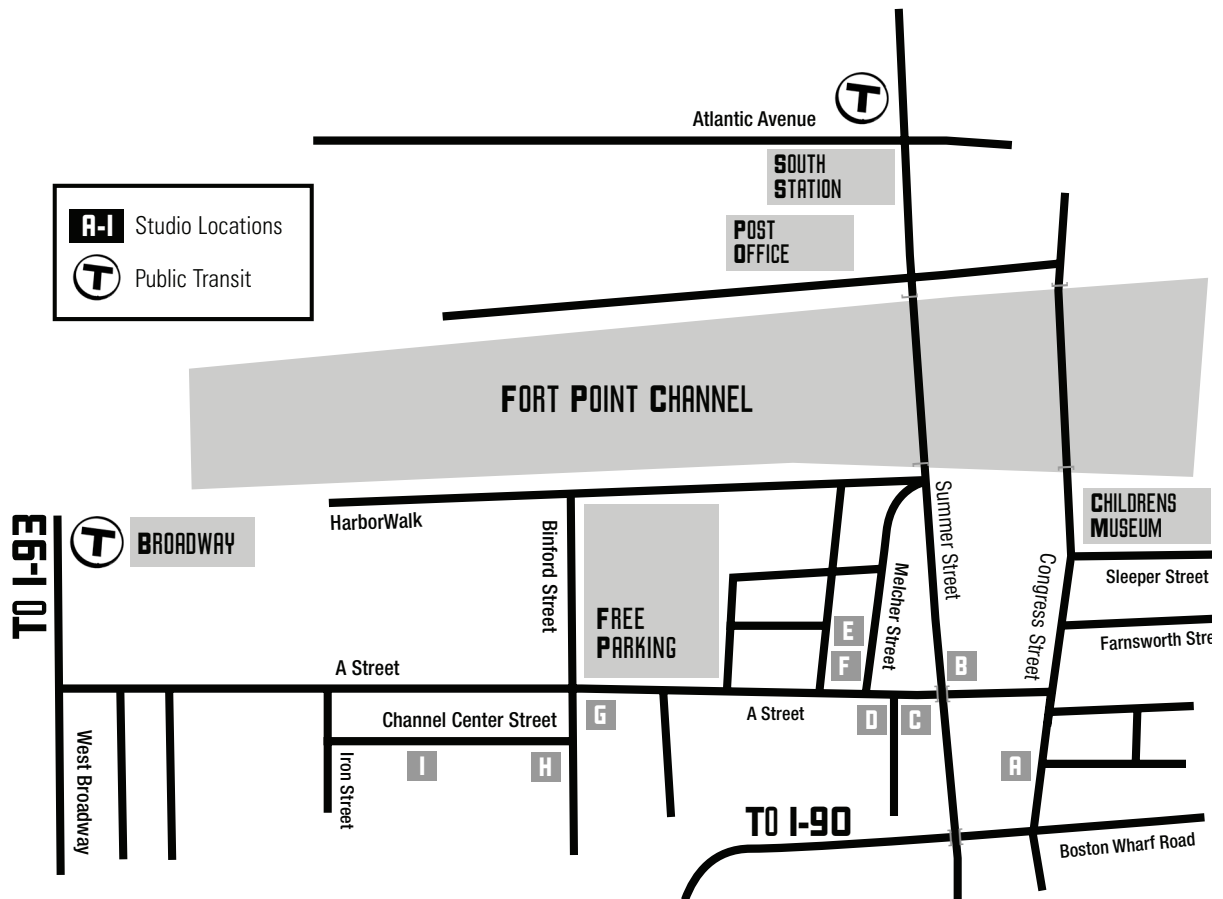 Atlantic Avenue
T
SOUTH
STATION
A-I Studio Locations
T Public Transit
POST
OFFICE
FORT POINT CHANNEL
TO I-93
T
BROADWAY
HarborWalk
Binford Street
FREE
PARKING
Melcher Street
Summer Street
Congress Street
CHILDRENS
MUSEUM
Sleeper Street
Farnsworth Stre
E
F
B
A Street
G
Channel Center Street
A Street
D
C
West Broadway
Iron Street
I
H
A
TO I-90
Boston Wharf Road